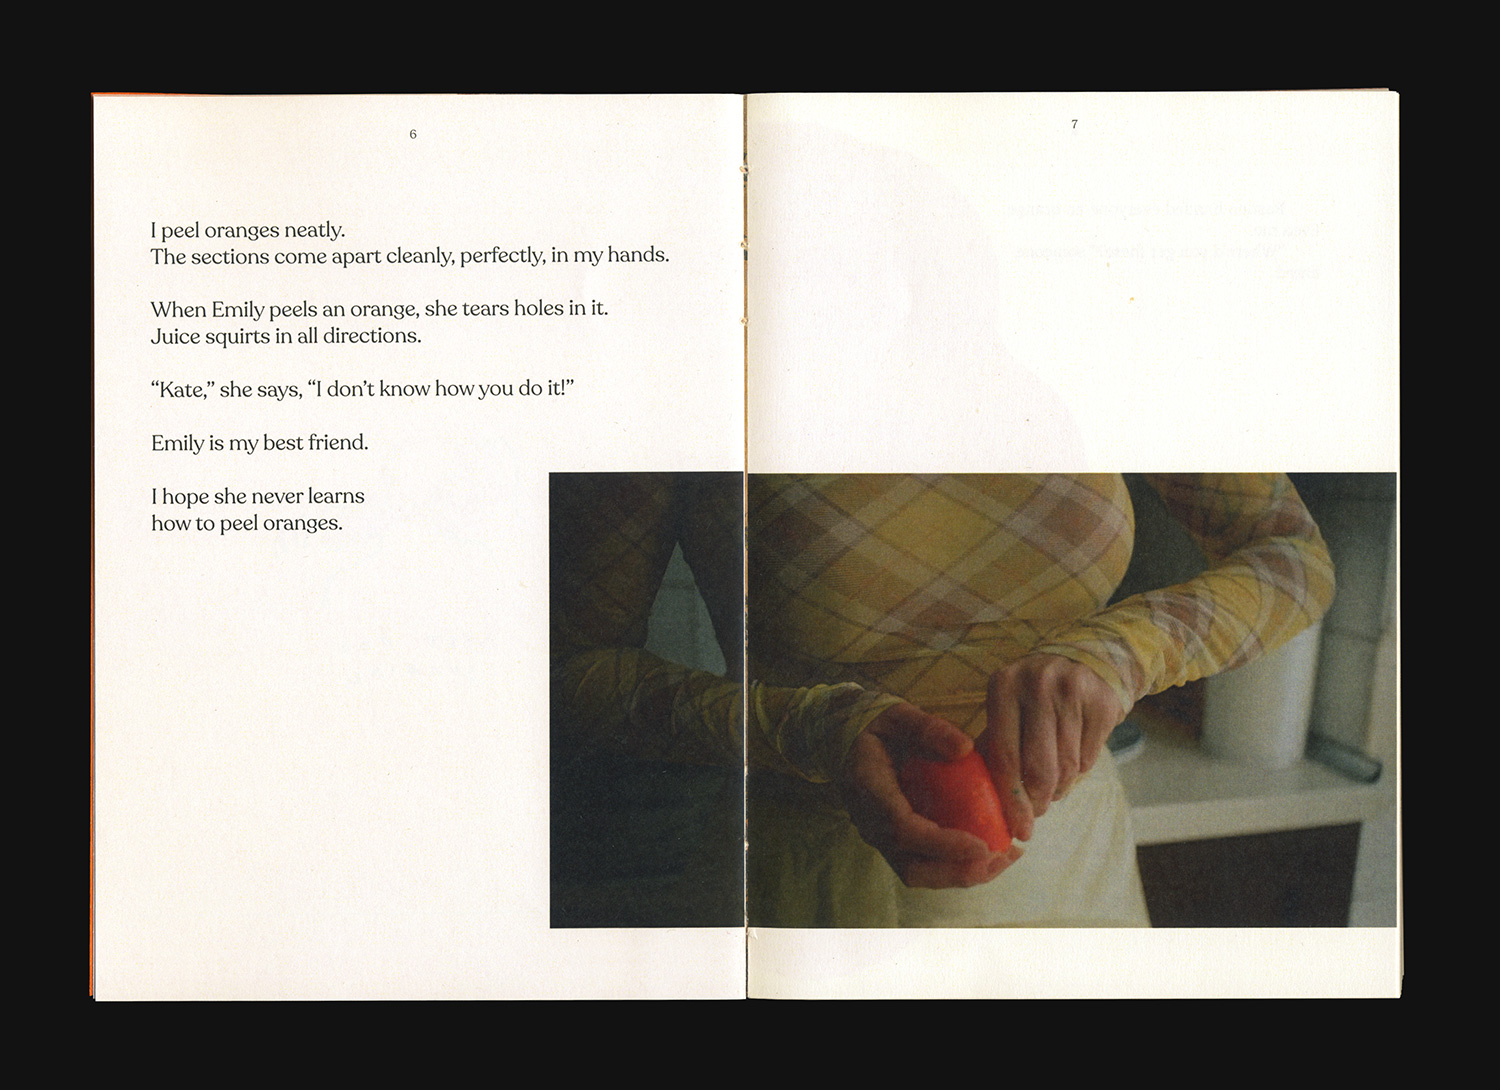 6
I peel oranges neatly.
The sections come apart cleanly, perfectly, in my hands.
When Emily peels an orange, she tears holes in it.
Juice squirts in all directions.
“Kate,” she says, “I don’t know how you do it!”
Emily is my best friend.
I hope she never learns
how to peel oranges.
7